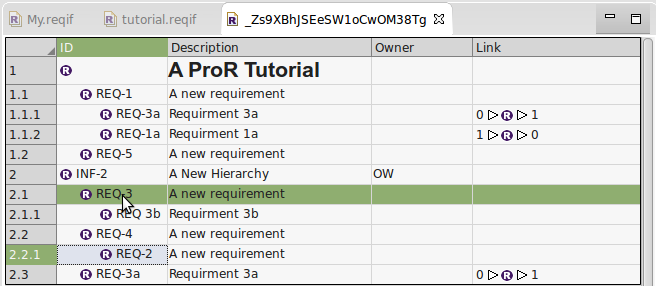 My.reqif tutorial.reqif _Zs9XBhJSEeSW1oCwOM38Tg
ID Description Owner Link
1 R A ProR Tutorial
1.1 R REQ-1 A new requirement
1.1.1 R REQ-3a Requirment 3a 0 R 1
1.1.2 R REQ-1a Requirment 1a 1 R 0
1.2 R REQ-5 A new requirement
2 R INF-2 A New Hierarchy OW
2.1 R REQ-3 A new requirement
2.1.1 R REQ 3b Requirment 3b
2.2 R REQ-4 A new requirement
2.2.1 R REQ-2 A new requirement
2.3 R REQ-3a Requirment 3a 0 R 1